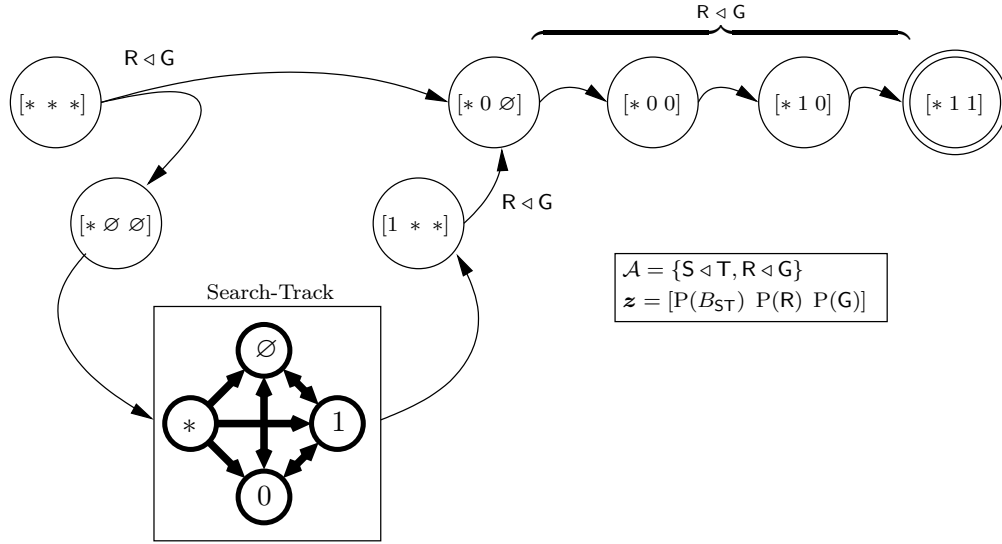 R ◁ G
R ◁ G
[∗ ∗ ∗]
[∗ 0 ∅]
[∗ 0 0]
[∗ 1 0]
[∗ 1 1]
[∗ ∅ ∅]
[1 ∗ ∗]
R ◁ G
𝒜 = {S ◁ T, R ◁ G}
𝒛 = [P(B_ST) P(R) P(G)]
Search-Track
∅
∗
1
0